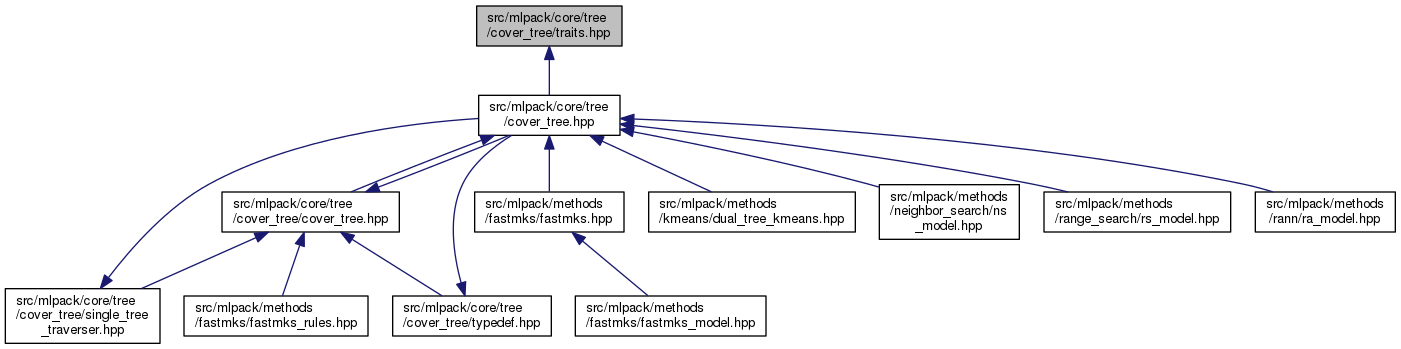 src/mlpack/core/tree
/cover_tree/traits.hpp
src/mlpack/core/tree
/cover_tree.hpp
src/mlpack/core/tree
/cover_tree/cover_tree.hpp
src/mlpack/methods
/fastmks/fastmks.hpp
src/mlpack/methods
/kmeans/dual_tree_kmeans.hpp
src/mlpack/methods
/neighbor_search/ns
_model.hpp
src/mlpack/methods
/range_search/rs_model.hpp
src/mlpack/methods
/rann/ra_model.hpp
src/mlpack/core/tree
/cover_tree/single_tree
_traverser.hpp
src/mlpack/methods
/fastmks/fastmks_rules.hpp
src/mlpack/core/tree
/cover_tree/typedef.hpp
src/mlpack/methods
/fastmks/fastmks_model.hpp